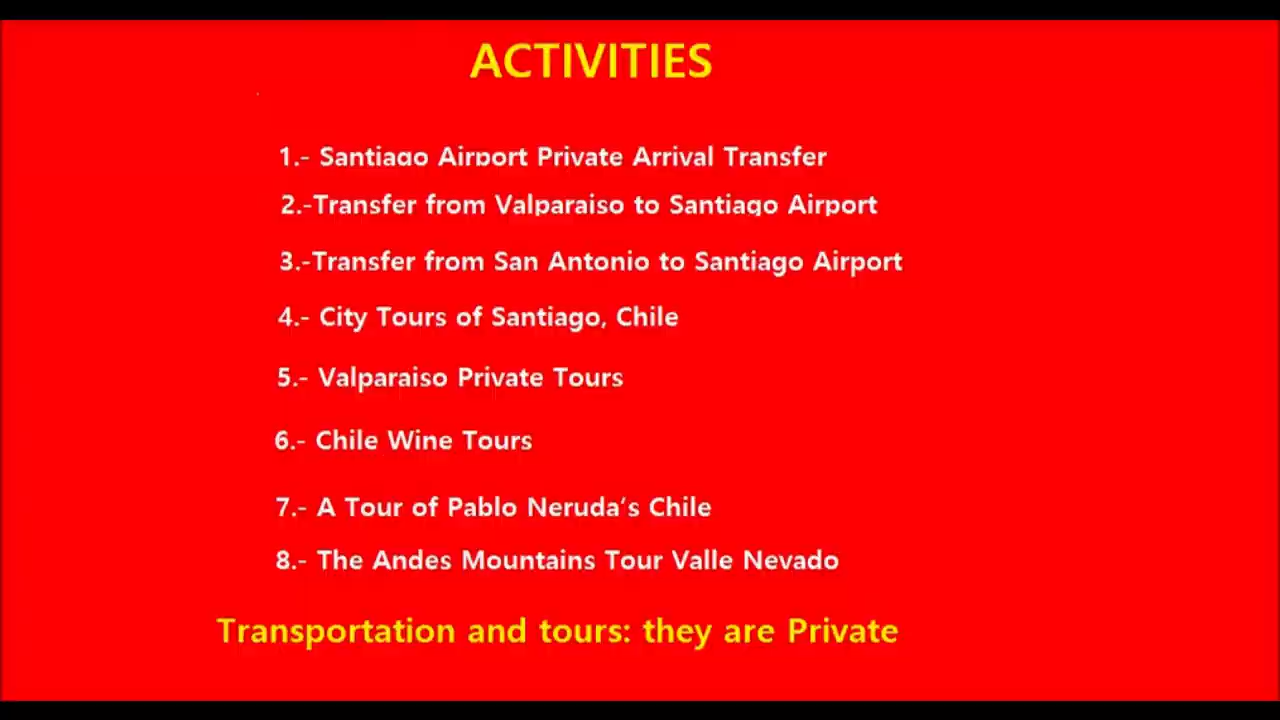 ACTIVITIES
1.- Santiago Airport Private Arrival Transfer
2.-Transfer from Valparaiso to Santiago Airport
3.-Transfer from San Antonio to Santiago Airport
4.- City Tours of Santiago, Chile
5.- Valparaiso Private Tours
6.- Chile Wine Tours
7.- A Tour of Pablo Neruda's Chile
8.- The Andes Mountains Tour Valle Nevado
Transportation and tours: they are Private